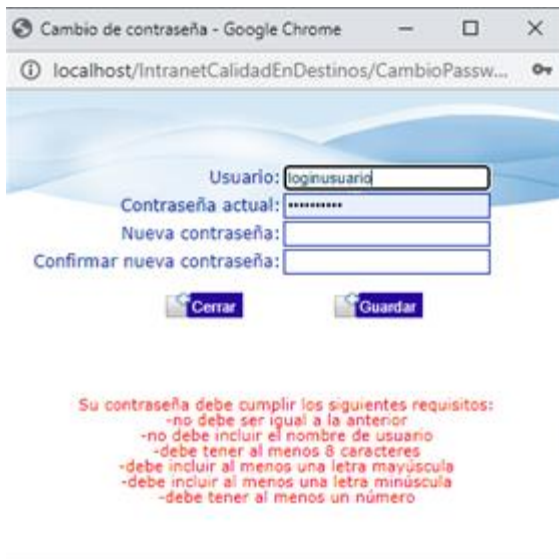 Cambio de contraseña - Google Chrome
localhost/IntranetCalidadEnDestinos/CambioPassw...
Usuario: loginusuario
Contraseña actual: ••••••••••
Nueva contraseña:
Confirmar nueva contraseña:
Cerrar Guardar
Su contraseña debe cumplir los siguientes requisitos:
-no debe ser igual a la anterior
-no debe incluir el nombre de usuario
-debe tener al menos 8 caracteres
-debe incluir al menos una letra mayúscula
-debe incluir al menos una letra minúscula
-debe tener al menos un número